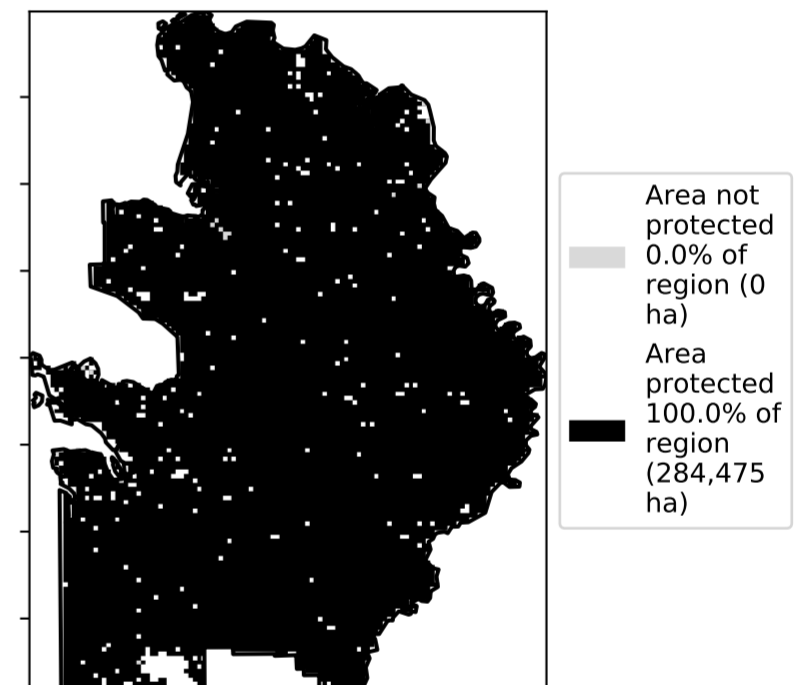 Area not
protected
0.0% of
region (0
ha)
Area
protected
100.0% of
region
(284,475
ha)